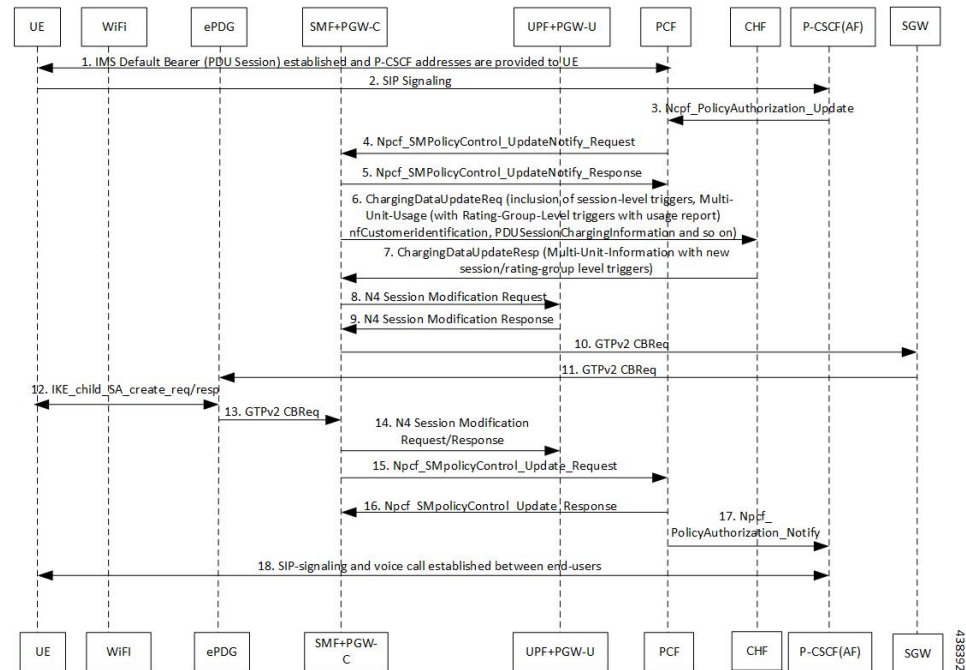 UE
WiFi
ePDG
SMF+PGW-C
UPF+PGW-U
PCF
CHF
P-CSCF(AF)
SGW
1. IMS Default Bearer (PDU Session) established and P-CSCF addresses are provided to UE
2. SIP Signaling
3. Ncpf_PolicyAuthorization_Update
4. Npcf_SMPolicyControl_UpdateNotify_Request
5. Npcf_SMPolicyControl_UpdateNotify_Response
6. ChargingDataUpdateReq (inclusion of session-level triggers, Multi-
Unit-Usage (with Rating-Group-Level triggers with usage report)
nfCustomeridentification, PDUSessionChargingInformation and so on)
7. ChargingDataUpdateResp (Multi-Unit-Information with new
session/rating-group level triggers)
8. N4 Session Modification Request
9. N4 Session Modification Response
10. GTPv2 CBReq
11. GTPv2 CBReq
12. IKE_child_SA_create_req/resp
13. GTPv2 CBReq
14. N4 Session Modification
Request/Response
15. Npcf_SMpolicyControl_Update_Request
16. Npcf_SMpolicyControl_Update_Response
17. Npcf_
PolicyAuthorization_Notify
18. SIP-signaling and voice call established between end-users
UE
WiFI
ePDG
SMF+PGW-
C
UPF+PGW-U
PCF
CHF
P-CSCF(AF)
SGW
438392